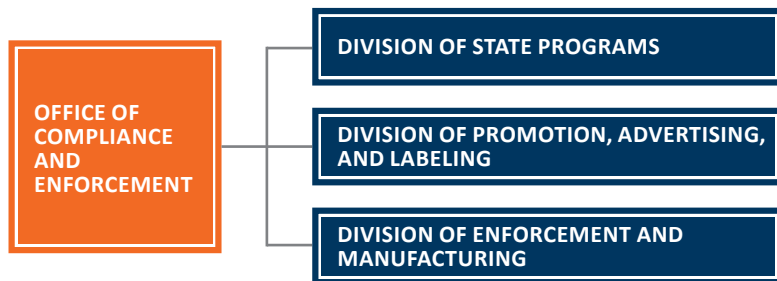 OFFICE OF
COMPLIANCE
AND
ENFORCEMENT
DIVISION OF STATE PROGRAMS
DIVISION OF PROMOTION, ADVERTISING,
AND LABELING
DIVISION OF ENFORCEMENT AND
MANUFACTURING